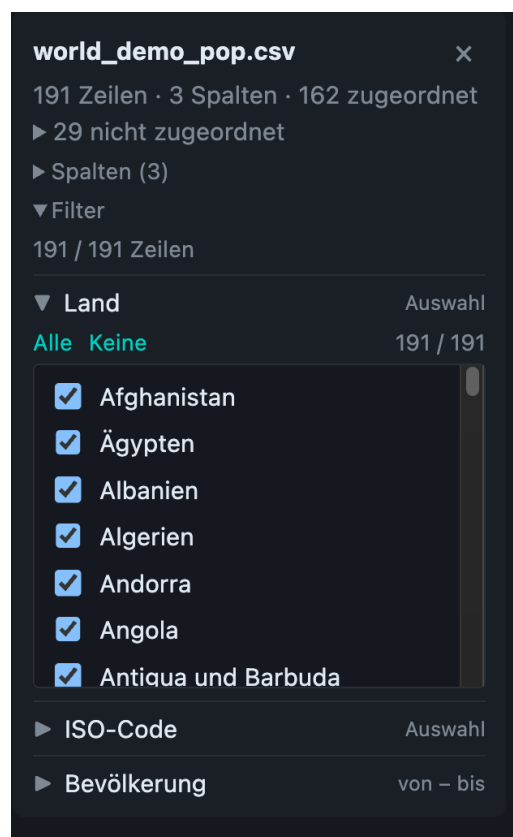 world_demo_pop.csv ×
191 Zeilen · 3 Spalten · 162 zugeordnet
▶ 29 nicht zugeordnet
▶ Spalten (3)
▼ Filter
191 / 191 Zeilen
▼ Land Auswahl
Alle Keine 191 / 191
Afghanistan
Ägypten
Albanien
Algerien
Andorra
Angola
Antigua und Barbuda
▶ ISO-Code Auswahl
▶ Bevölkerung von – bis